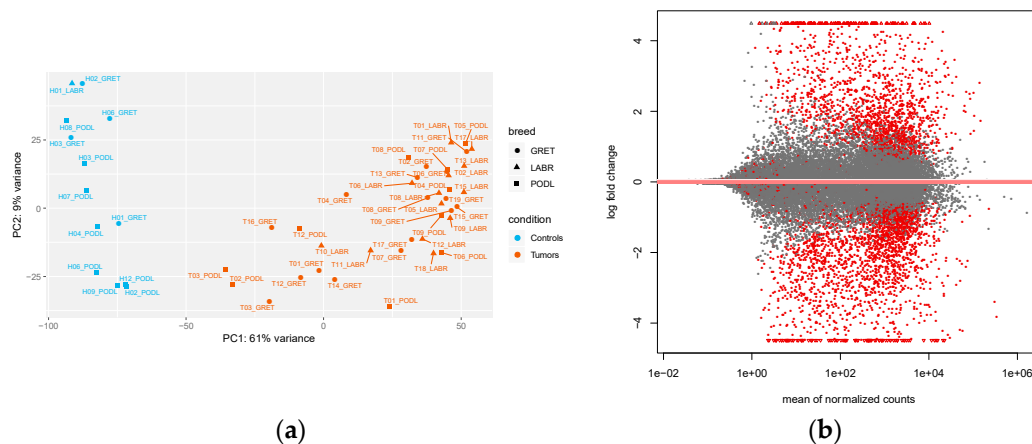 H02_GRET
H01_LABR
H06_GRET
H08_PODL
H03_GRET
H03_PODL
H07_PODL
H01_GRET
H04_PODL
H06_PODL
H12_PODL
H09_PODL
H02_PODL
T01_LABR
T05_PODL
T11_GRET
T17_LABR
T08_PODL
T07_PODL
T02_GRET
T13_LABR
T13_GRET
T06_GRET
T02_LABR
T06_LABR
T04_PODL
T15_LABR
T04_GRET
T08_LABR
T19_GRET
T08_GRET
T05_LABR
T15_GRET
T16_GRET
T09_GRET
T12_PODL
T09_PODL
T09_LABR
T10_LABR
T17_GRET
T12_LABR
T11_LABR
T07_GRET
T06_PODL
T01_GRET
T18_LABR
T03_PODL
T02_PODL
T12_GRET
T14_GRET
T03_GRET
T01_PODL
25
0
−25
−100
−50
0
50
PC1: 61% variance
PC2: 9% variance
breed
GRET
LABR
PODL
condition
Controls
Tumors
(a)
4
2
0
−2
−4
log fold change
1e−02
1e+00
1e+02
1e+04
1e+06
mean of normalized counts
(b)